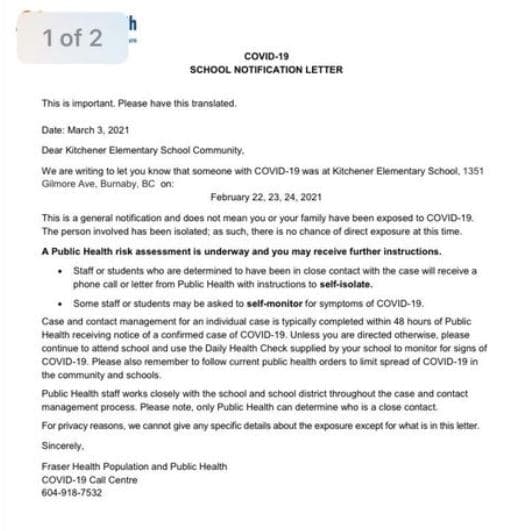 1 of 2
h
COVID-19
SCHOOL NOTIFICATION LETTER
This is important. Please have this translated.
Date: March 3, 2021
Dear Kitchener Elementary School Community,
We are writing to let you know that someone with COVID-19 was at Kitchener Elementary School, 1351
Gilmore Ave, Burnaby, BC on:
February 22, 23, 24, 2021
This is a general notification and does not mean you or your family have been exposed to COVID-19.
The person involved has been isolated; as such, there is no chance of direct exposure at this time.
A Public Health risk assessment is underway and you may receive further instructions.
• Staff or students who are determined to have been in close contact with the case will receive a
phone call or letter from Public Health with instructions to self-isolate.
• Some staff or students may be asked to self-monitor for symptoms of COVID-19.
Case and contact management for an individual case is typically completed within 48 hours of Public
Health receiving notice of a confirmed case of COVID-19. Unless you are directed otherwise, please
continue to attend school and use the Daily Health Check supplied by your school to monitor for signs of
COVID-19. Please also remember to follow current public health orders to limit spread of COVID-19 in
the community and schools.
Public Health staff works closely with the school and school district throughout the case and contact
management process. Please note, only Public Health can determine who is a close contact.
For privacy reasons, we cannot give any specific details about the exposure except for what is in this letter.
Sincerely,
Fraser Health Population and Public Health
COVID-19 Call Centre
604-918-7532